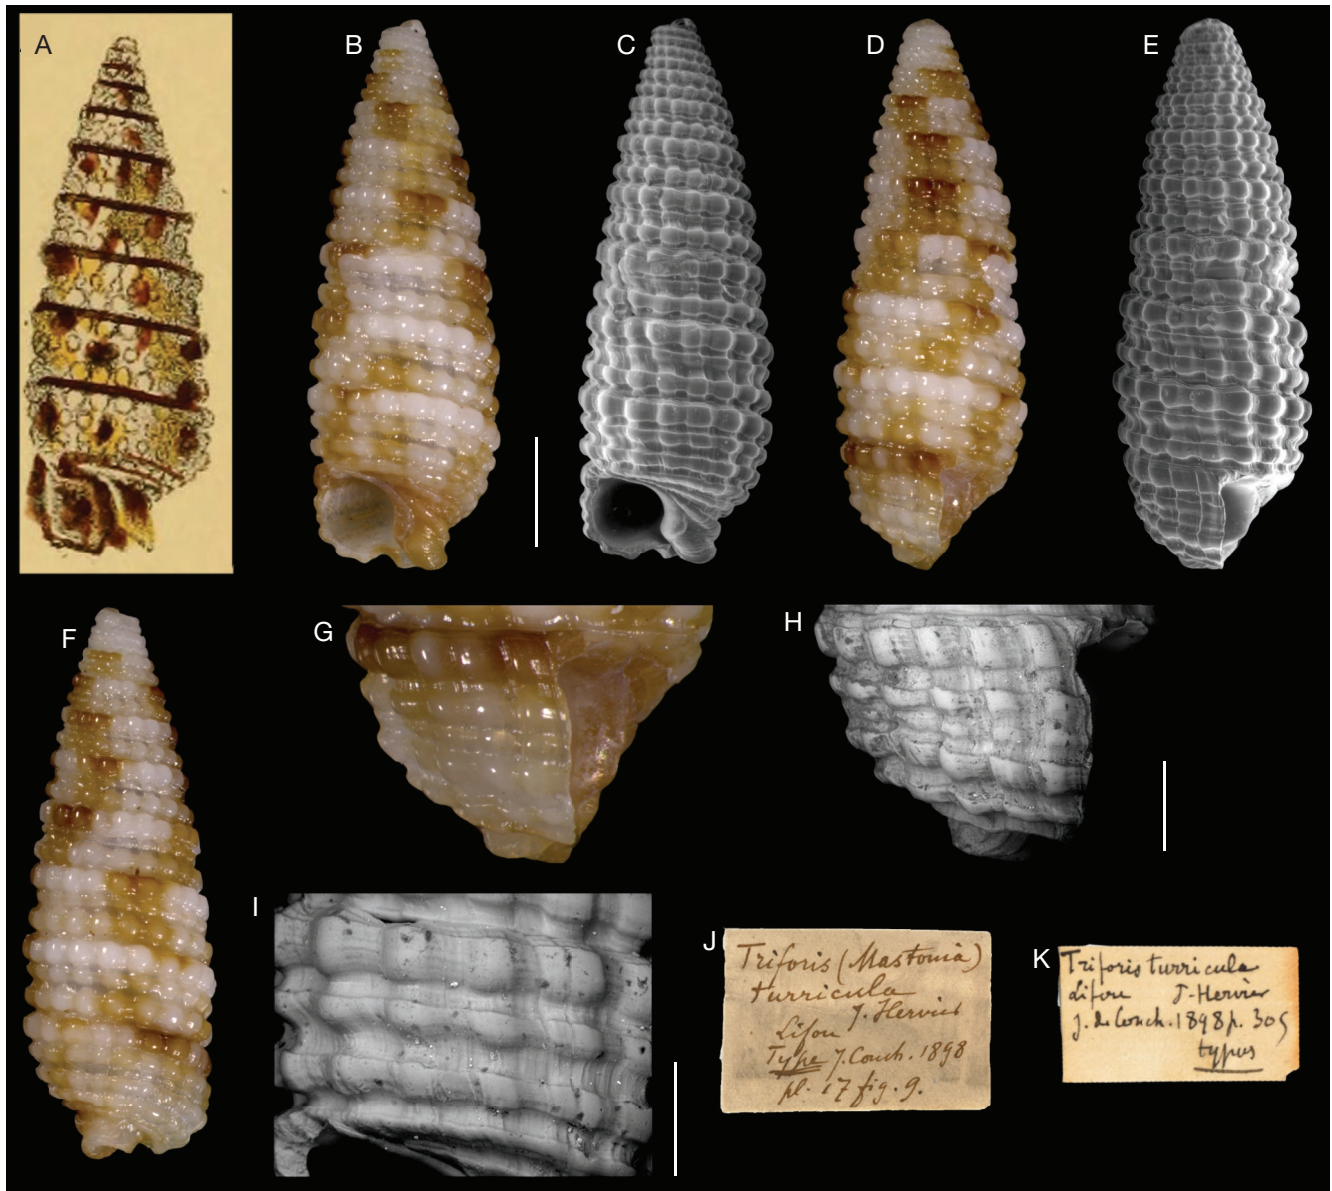 A
B
C
D
E
F
G
H
I
J
Triforis (Mastonia)
turricula
J. Hervier
Lifou
Type J. Conch. 1898
pl. 17 fig. 9.
K
Triforis turricula
Lifou J. Hervier
J. de Conch. 1898 p. 305
typus